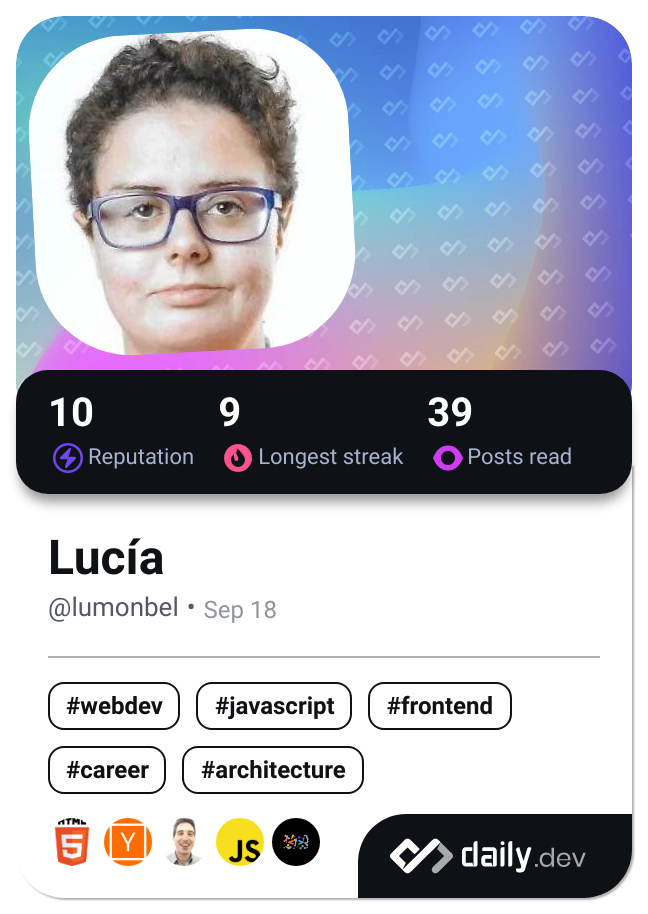 10 9 39
Reputation Longest streak Posts read
Lucía
@lumonbel • Sep 18
#webdev #javascript #frontend
#career #architecture
HTML
5 Y JS
daily.dev